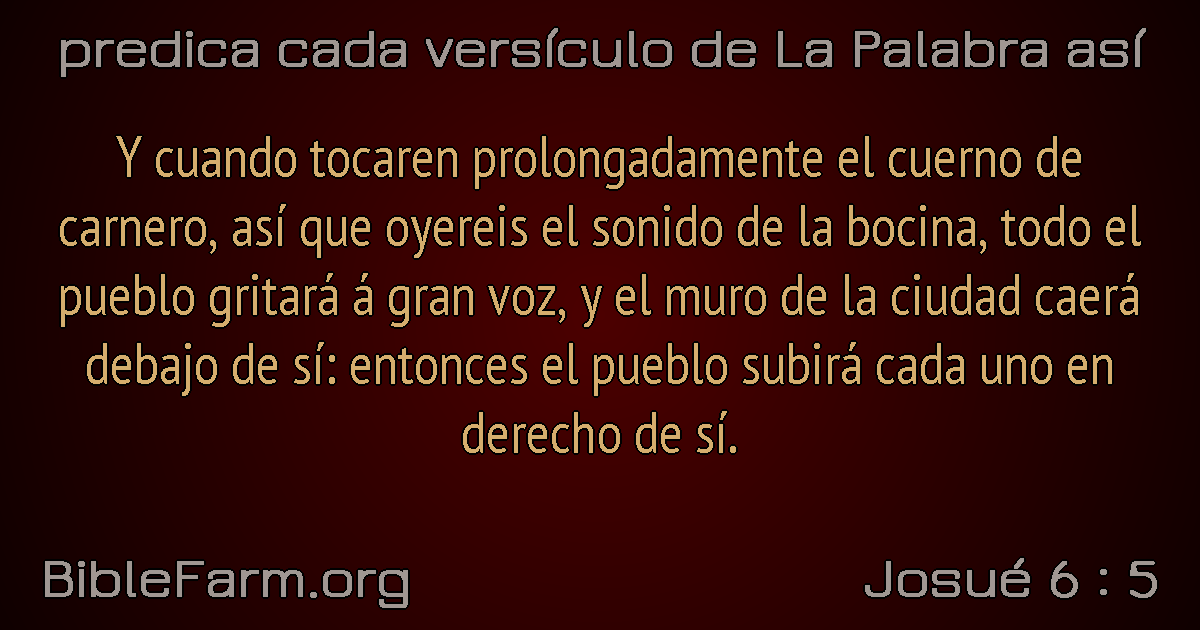 predica cada versículo de La Palabra así
Y cuando tocaren prolongadamente el cuerno de
carnero, así que oyereis el sonido de la bocina, todo el
pueblo gritará á gran voz, y el muro de la ciudad caerá
debajo de sí: entonces el pueblo subirá cada uno en
derecho de sí.
BibleFarm.org
Josué 6 : 5